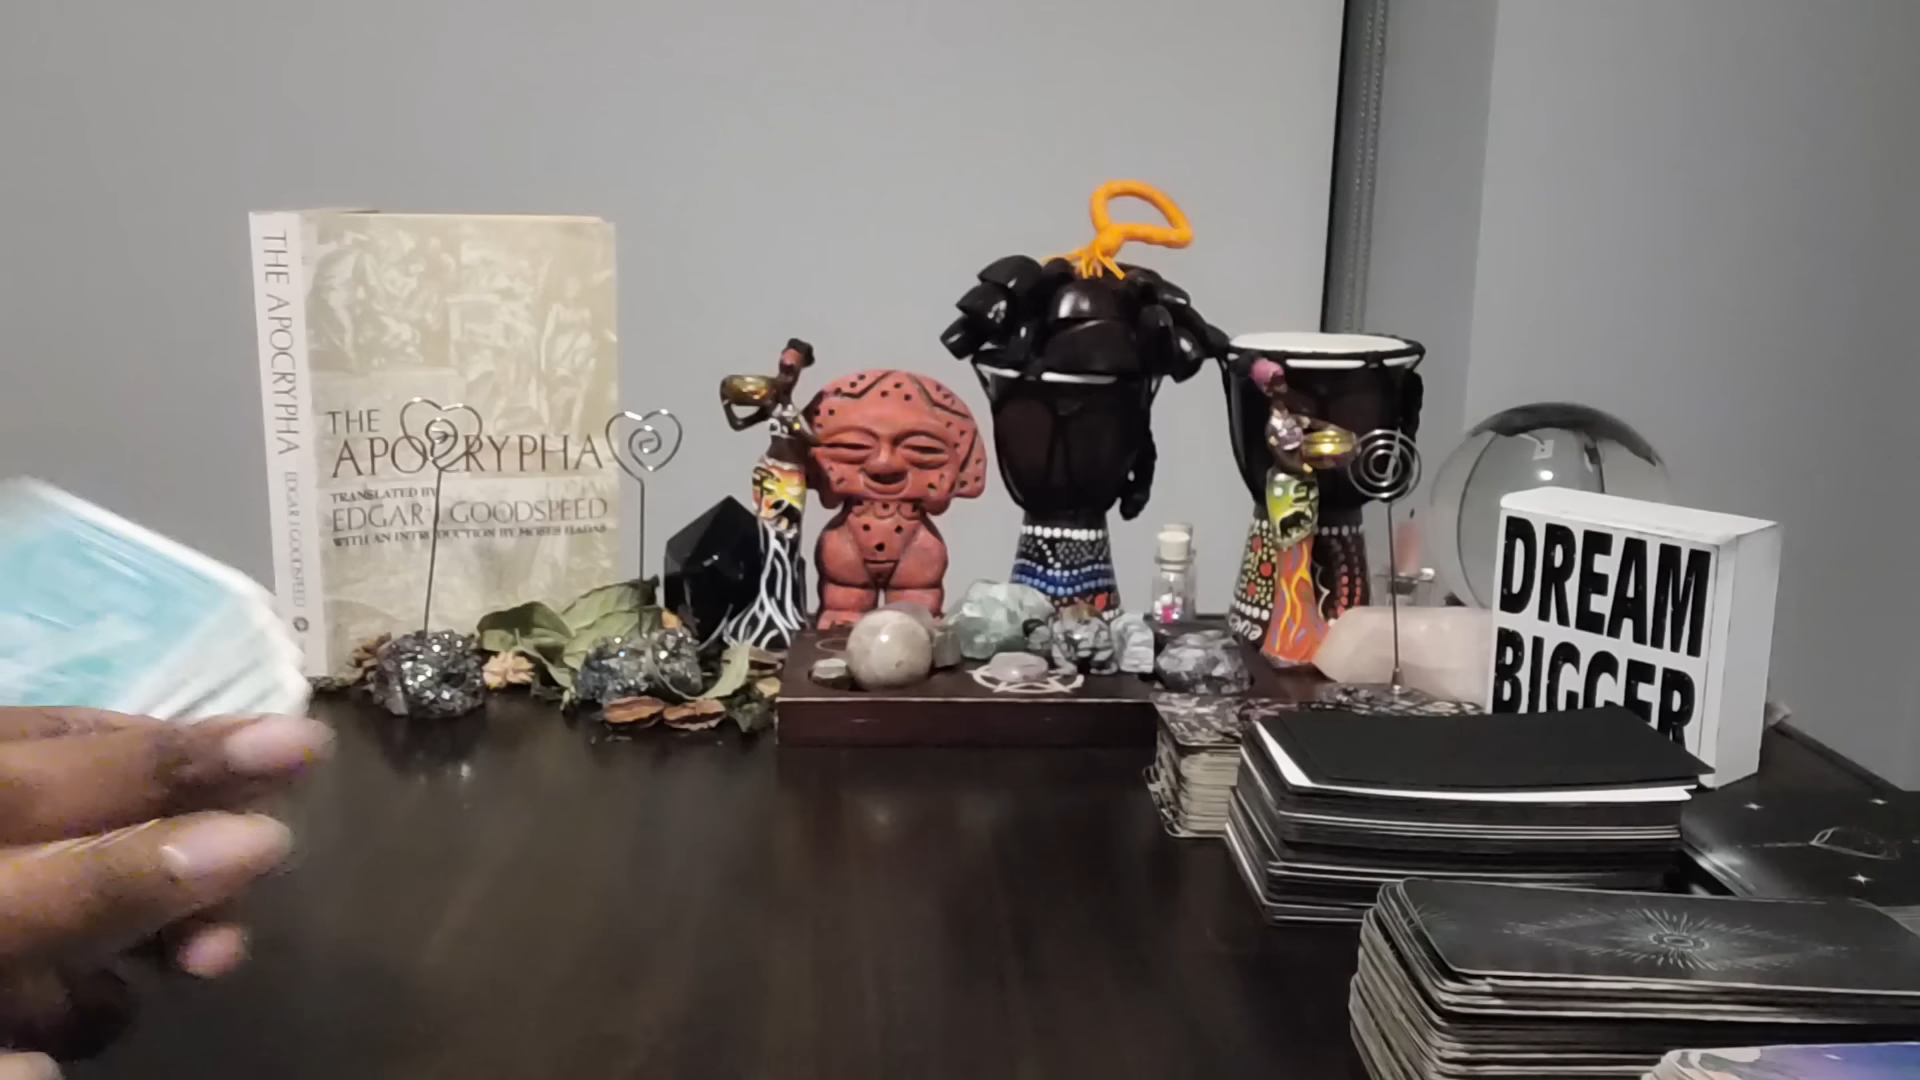 THE APOCRYPHA EDGAR J GOODSPEED
THE
APOCRYPHA
TRANSLATED BY
EDGAR J. GOODSPEED
WITH AN INTRODUCTION BY MOSES HADAS
DREAM
BIGGER